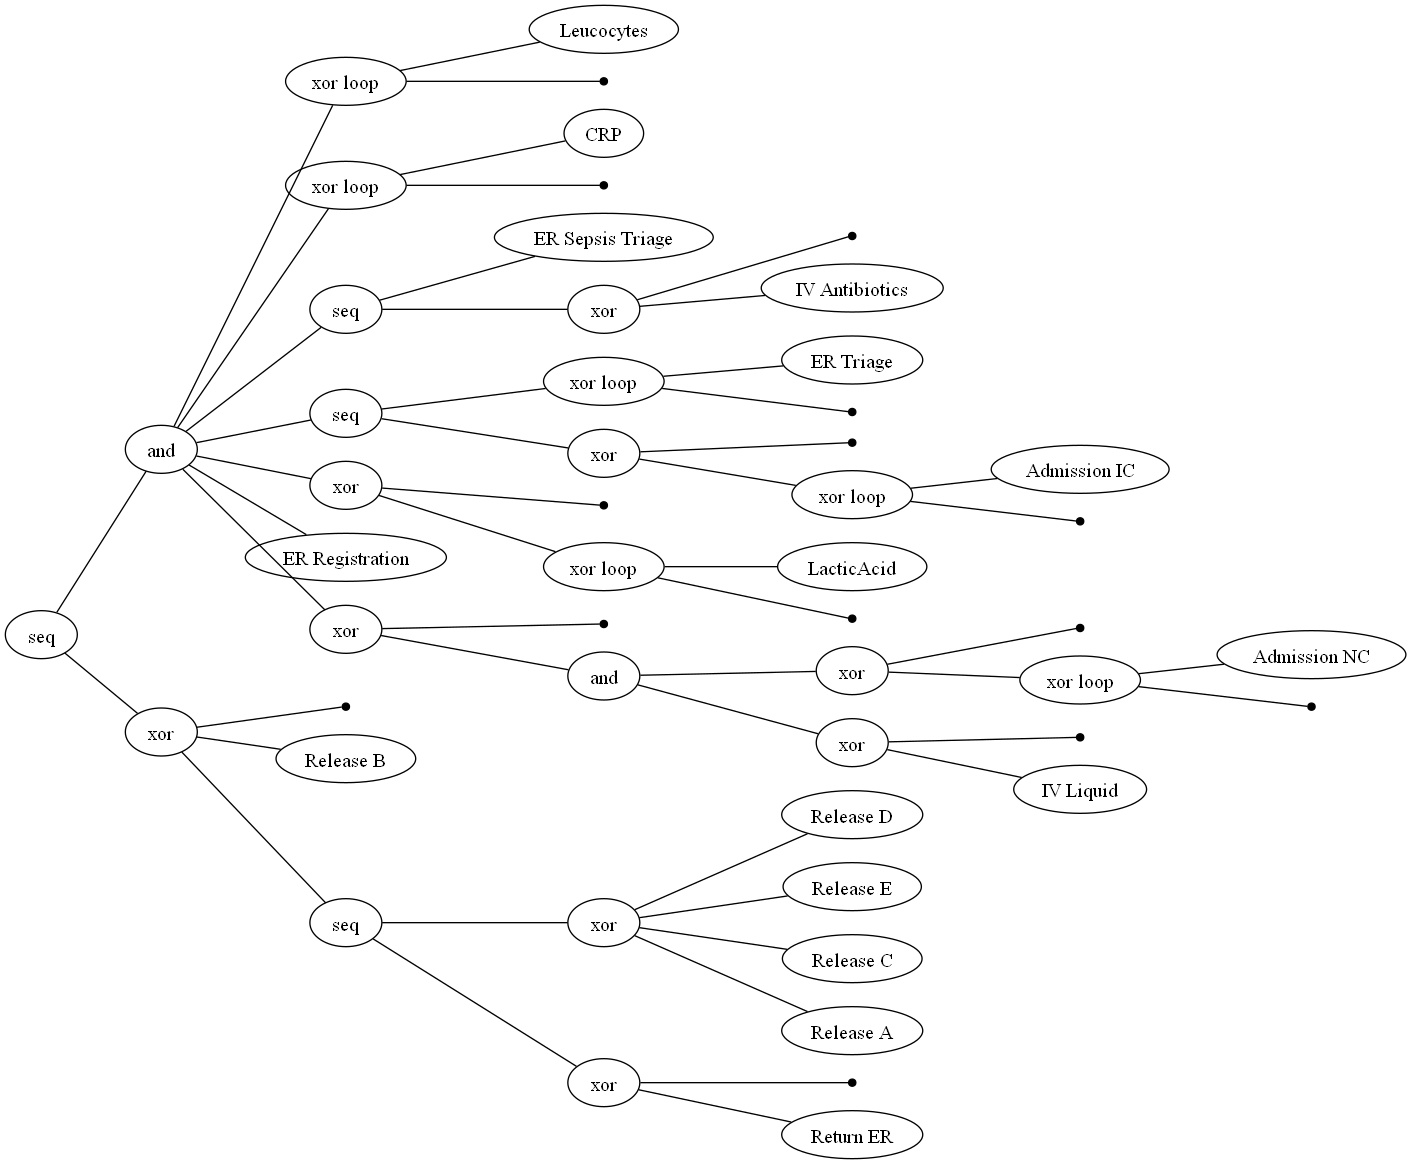 Leucocytes
xor loop
CRP
xor loop
ER Sepsis Triage
IV Antibiotics
seq
xor
ER Triage
xor loop
seq
and
xor
Admission IC
xor
xor loop
ER Registration
xor loop
LacticAcid
seq
xor
and
xor
Admission NC
xor loop
xor
xor
Release B
IV Liquid
Release D
Release E
seq
xor
Release C
Release A
xor
Return ER